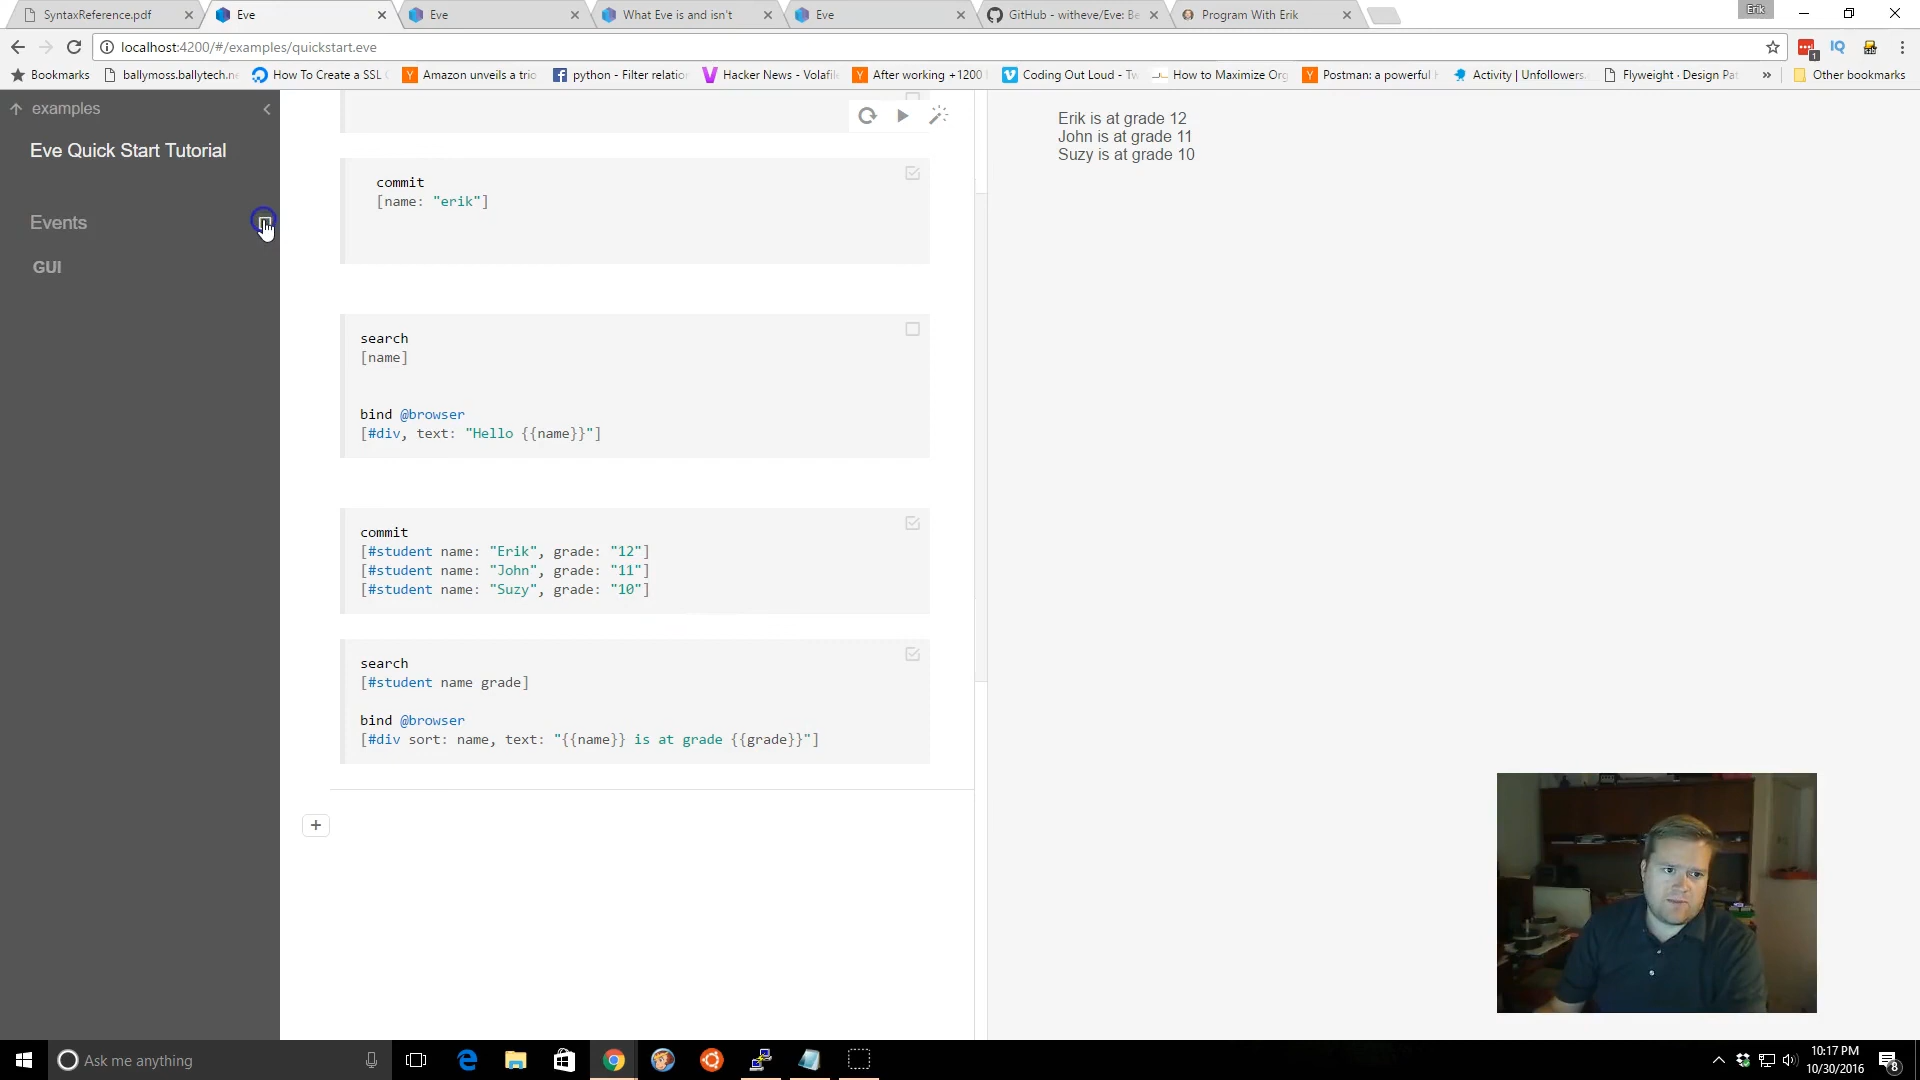 SyntaxReference.pdf
Eve
Eve
What Eve is and isn't
Eve
GitHub - witheve/Eve: Be
Program With Erik
Erik
localhost:4200/#/examples/quickstart.eve
1
IQ
Bookmarks
ballymoss.ballytech.ne
How To Create a SSL C
Amazon unveils a trio
python - Filter relation
Hacker News - Volatile
After working +1200 h
Coding Out Loud - Tw
How to Maximize Org
Postman: a powerful H
Activity | Unfollowers.
Flyweight · Design Pat
»
Other bookmarks
examples
Eve Quick Start Tutorial
Events
GUI
commit
[name: "erik"]
search
[name]
bind @browser
[#div, text: "Hello {{name}}"]
commit
[#student name: "Erik", grade: "12"]
[#student name: "John", grade: "11"]
[#student name: "Suzy", grade: "10"]
search
[#student name grade]
bind @browser
[#div sort: name, text: "{{name}} is at grade {{grade}}"]
+
Erik is at grade 12
John is at grade 11
Suzy is at grade 10
Ask me anything
10:17 PM
10/30/2016
8